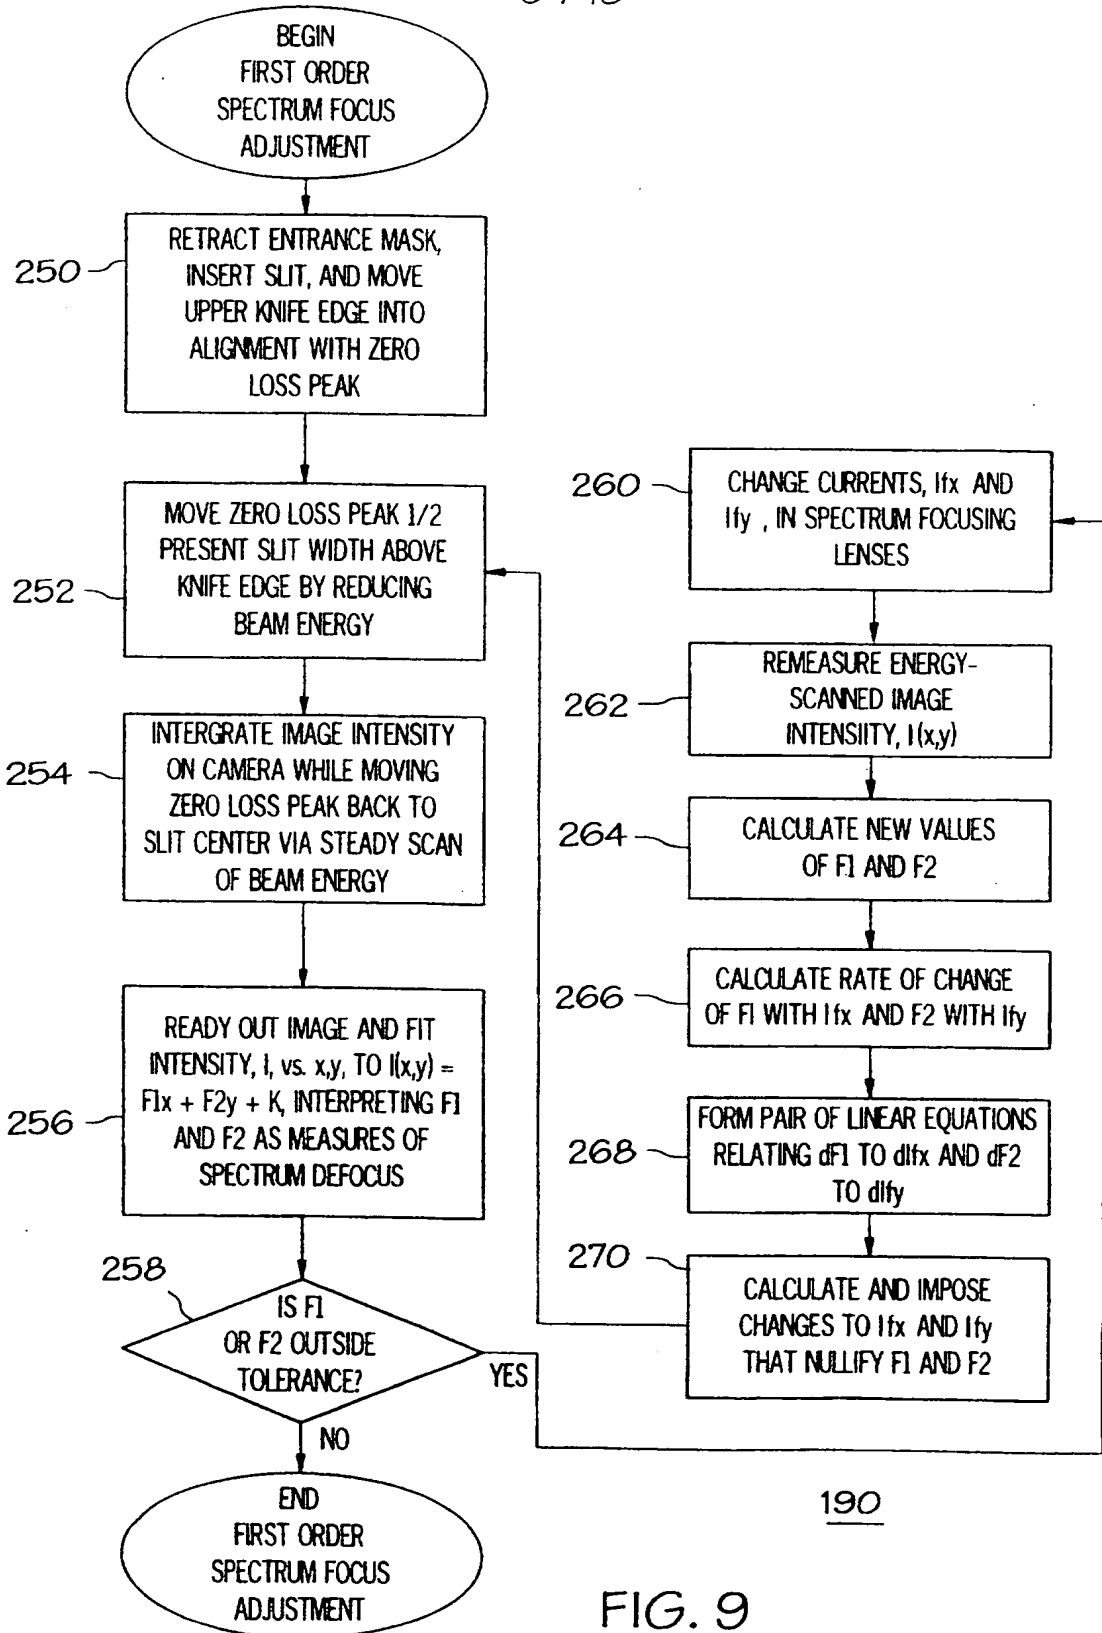 BEGIN
FIRST ORDER
SPECTRUM FOCUS
ADJUSTMENT
250
RETRACT ENTRANCE MASK,
INSERT SLIT, AND MOVE
UPPER KNIFE EDGE INTO
ALIGNMENT WITH ZERO
LOSS PEAK
252
MOVE ZERO LOSS PEAK 1/2
PRESENT SLIT WIDTH ABOVE
KNIFE EDGE BY REDUCING
BEAM ENERGY
254
INTERGRATE IMAGE INTENSITY
ON CAMERA WHILE MOVING
ZERO LOSS PEAK BACK TO
SLIT CENTER VIA STEADY SCAN
OF BEAM ENERGY
256
READY OUT IMAGE AND FIT
INTENSITY, I, vs. x,y, TO I(x,y) =
F1x + F2y + K, INTERPRETING F1
AND F2 AS MEASURES OF
SPECTRUM DEFOCUS
258
IS F1
OR F2 OUTSIDE
TOLERANCE?
YES
NO
END
FIRST ORDER
SPECTRUM FOCUS
ADJUSTMENT
260
CHANGE CURRENTS, Ifx AND
Ify , IN SPECTRUM FOCUSING
LENSES
262
REMEASURE ENERGY-
SCANNED IMAGE
INTENSIITY, I(x,y)
264
CALCULATE NEW VALUES
OF F1 AND F2
266
CALCULATE RATE OF CHANGE
OF F1 WITH Ifx AND F2 WITH Ify
268
FORM PAIR OF LINEAR EQUATIONS
RELATING dF1 TO dIfx AND dF2
TO dIfy
270
CALCULATE AND IMPOSE
CHANGES TO Ifx AND Ify
THAT NULLIFY F1 AND F2
190
FIG. 9